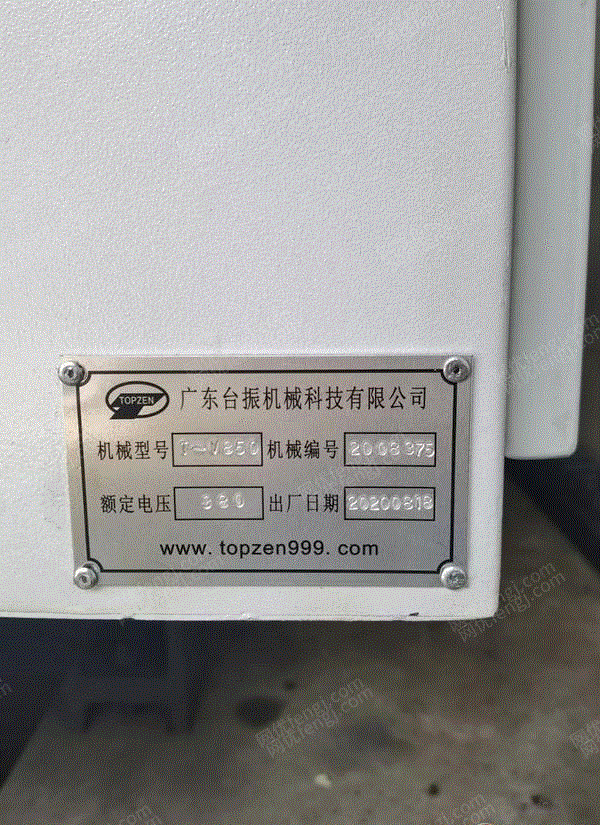 TOPZEN 广东台振机械科技有限公司
机械型号 T-V850 机械编号 2008375
额定电压 380 出厂日期 20200818
www.topzen999.com